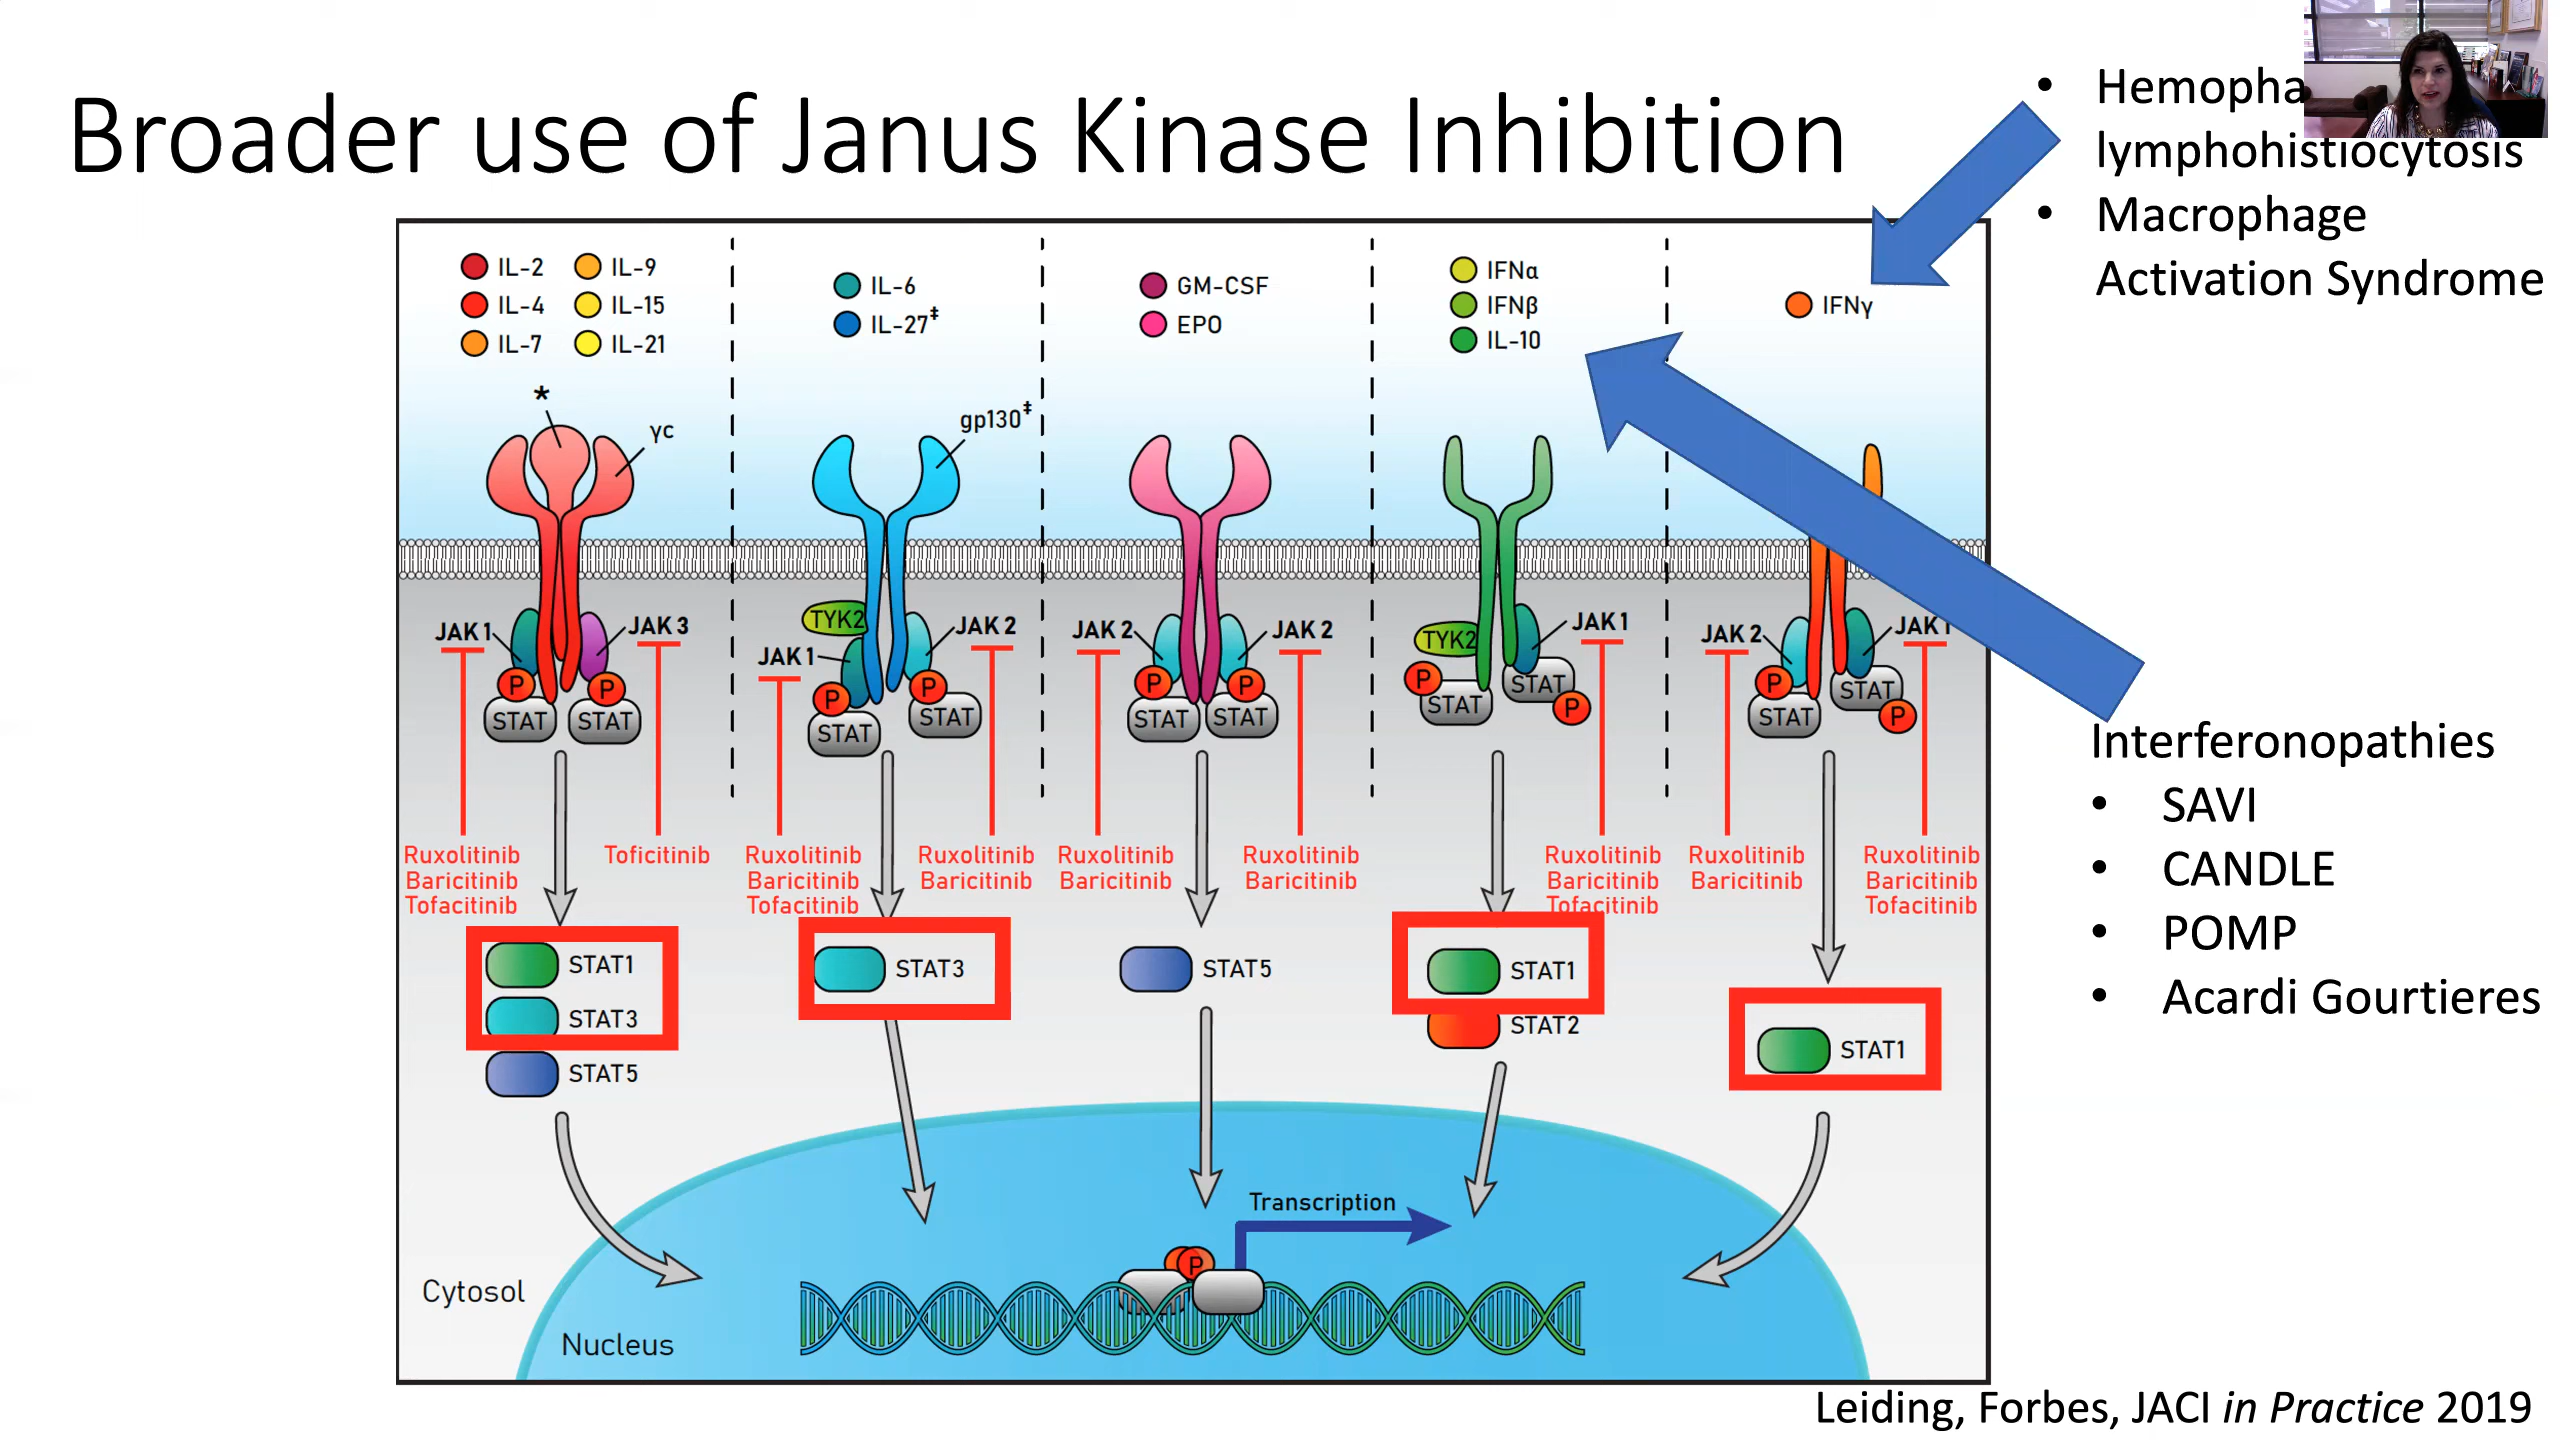 Broader use of Janus Kinase Inhibition
• Hemopha
lymphohistiocytosis
• Macrophage
Activation Syndrome
IL-2 IL-9
IL-4 IL-15
IL-7 IL-21
IL-6
IL-27‡
GM-CSF
EPO
IFNα
IFNβ
IL-10
IFNγ
*
γc
gp130‡
JAK 1
JAK 3
P
P
STAT
STAT
TYK2
JAK 1
JAK 2
P
P
STAT
STAT
JAK 2
JAK 2
P
P
STAT
STAT
TYK2
JAK 1
P
STAT
STAT
P
JAK 2
JAK 1
P
STAT
STAT
P
Ruxolitinib
Baricitinib
Tofacitinib
Toficitinib
Ruxolitinib
Baricitinib
Tofacitinib
Ruxolitinib
Baricitinib
Ruxolitinib
Baricitinib
Ruxolitinib
Baricitinib
Ruxolitinib
Baricitinib
Tofacitinib
Ruxolitinib
Baricitinib
Ruxolitinib
Baricitinib
Tofacitinib
STAT1
STAT3
STAT5
STAT3
STAT5
STAT1
STAT2
STAT1
Interferonopathies
• SAVI
• CANDLE
• POMP
• Acardi Gourtieres
Transcription
P
Cytosol
Nucleus
Leiding, Forbes, JACI in Practice 2019